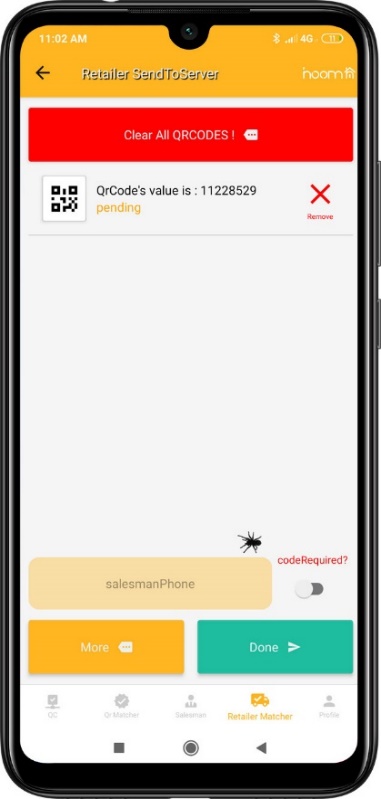 11:02 AM 4G 11
Retailer SendToServer hoom
Clear All QRCODES !
QrCode's value is : 11228529
pending
Remove
codeRequired?
salesmanPhone
More
Done
QC Qr Matcher Salesman Retailer Matcher Profile